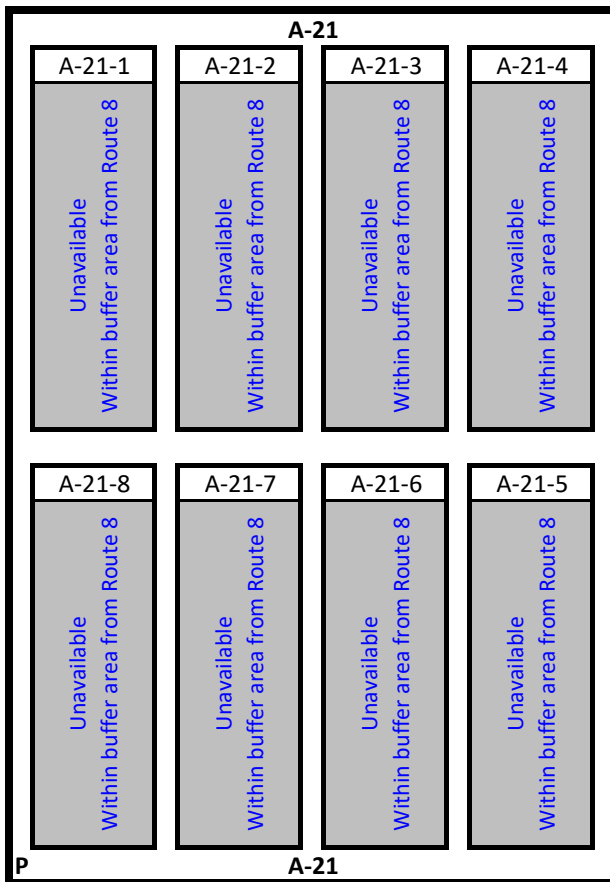 A-21
A-21-1
Unavailable
Within buffer area from Route 8
A-21-2
Unavailable
Within buffer area from Route 8
A-21-3
Unavailable
Within buffer area from Route 8
A-21-4
Unavailable
Within buffer area from Route 8
A-21-8
Unavailable
Within buffer area from Route 8
A-21-7
Unavailable
Within buffer area from Route 8
A-21-6
Unavailable
Within buffer area from Route 8
A-21-5
Unavailable
Within buffer area from Route 8
P
A-21